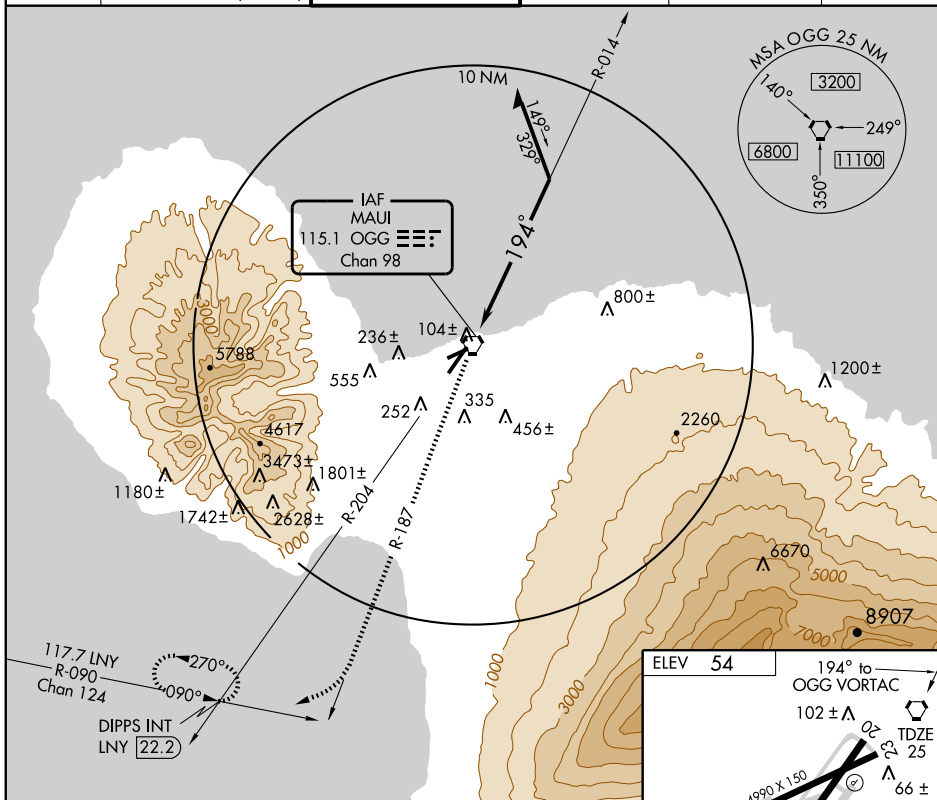 MSA OGG 25 NM
140°
3200
249°
6800
11100
350°
10 NM
R-014
149°
329°
194°
IAF
MAUI
115.1 OGG
Chan 98
800±
104±
236±
555
1200±
3000
5788
252
335
456±
2260
4617
3473±
1801±
1180±
1742±
2628±
1000
R-204
R-187
6670
5000
8907
7000
1000
3000
117.7 LNY
R-090
Chan 124
270°
090°
DIPPS INT
LNY 22.2
ELEV 54
194° to
OGG VORTAC
102 ±
TDZE
25
20
23
4990 X 150
P
66 ±